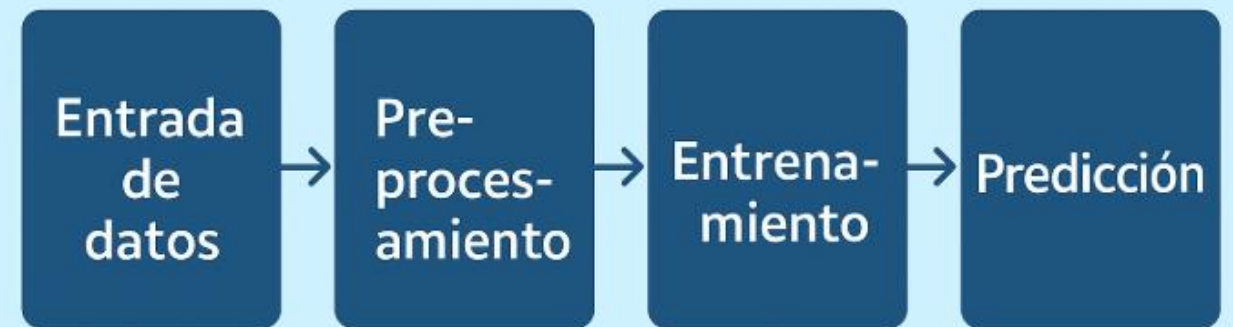 Entrada
de
datos
Pre-
proces-
amiento
Entrena-
miento
Predicción